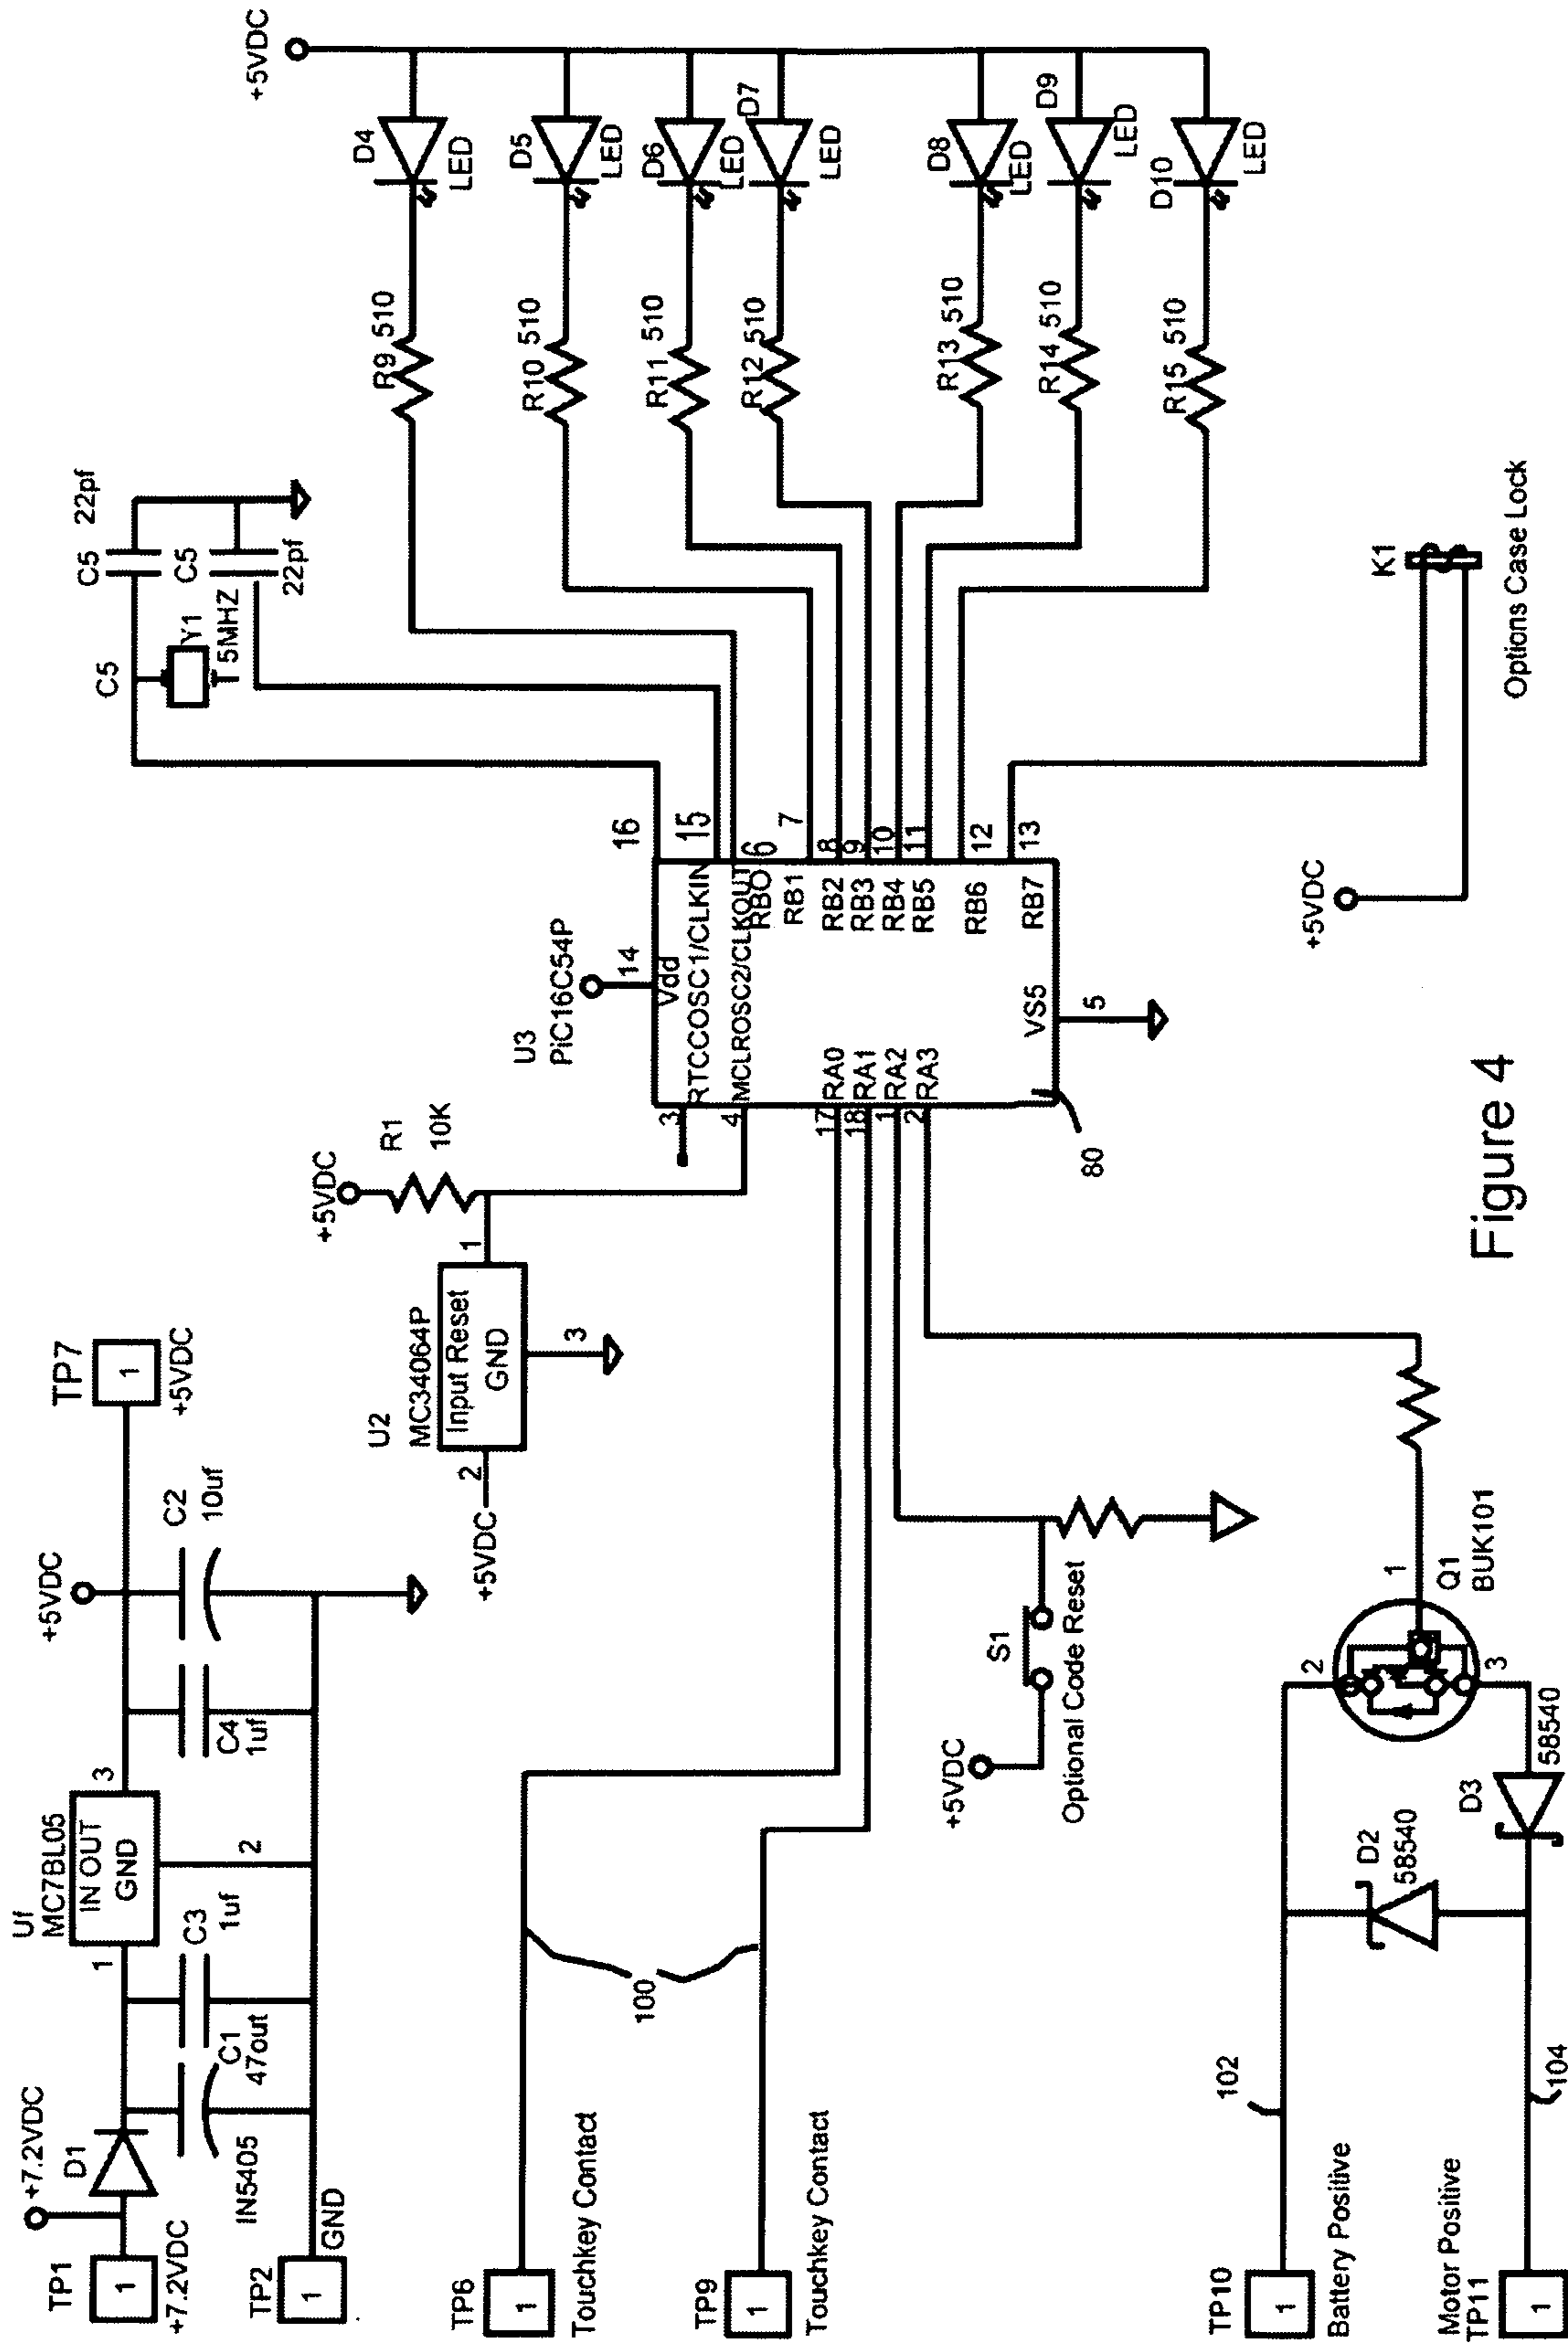 +5VDC
D4
LED
D5
LED
D6
LED
D7
LED
D8
LED
D9
LED
D10
LED
R9 510
R10 510
R11 510
R12 510
R13 510
R14 510
R15 510
22pf
C5
C5
22pf
C5
Y1
5MHZ
K1
Options Case Lock
+5VDC
U3
PiC16C54P
14
Vdd
16
15
6
7
8
9
10
11
12
13
RTCCOSC1/CLKIN
MCLROSC2/CLKOUT
RBO
RB1
RB2
RB3
RB4
RB5
RB6
RB7
VS5
5
RA0
RA1
RA2
RA3
3
4
17
18
1
2
80
+5VDC
R1
10K
U2
MC34064P
Input Reset
GND
1
2
3
+5VDC
TP7
1
+5VDC
+5VDC
C2
10uf
C4
1uf
Uf
MC7BL05
IN OUT
GND
1
2
3
C3
1uf
C1
47out
+7.2VDC
D1
IN5405
TP1
1
+7.2VDC
TP2
1
GND
TP6
1
Touchkey Contact
100
TP9
1
Touchkey Contact
S1
+5VDC
Optional Code Reset
Q1
BUK101
1
2
3
D2
58540
D3
58540
102
104
TP10
1
Battery Positive
Motor Positive
TP11
1
Figure 4